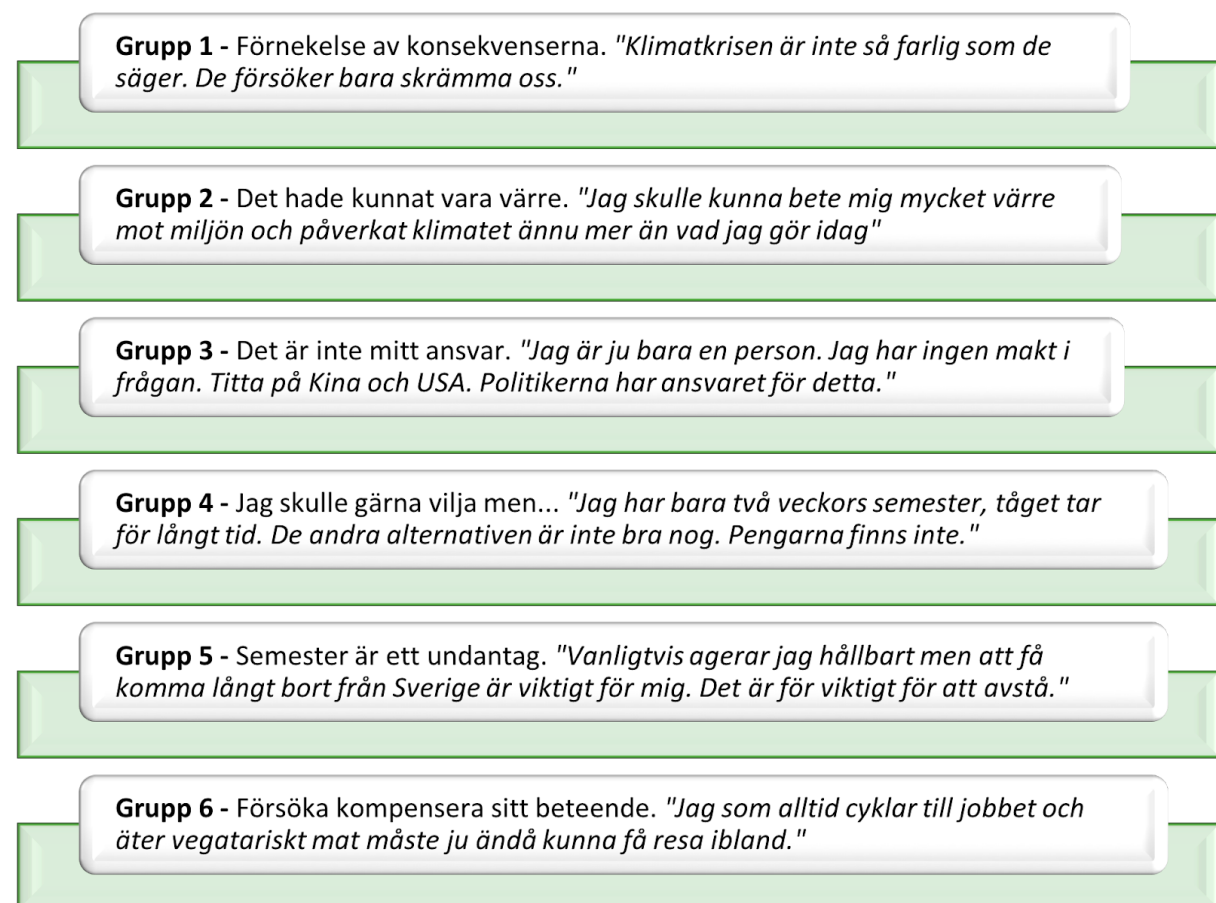 Grupp 1 - Förnekelse av konsekvenserna. "Klimatkrisen är inte så farlig som de
säger. De försöker bara skrämma oss."
Grupp 2 - Det hade kunnat vara värre. "Jag skulle kunna bete mig mycket värre
mot miljön och påverkat klimatet ännu mer än vad jag gör idag"
Grupp 3 - Det är inte mitt ansvar. "Jag är ju bara en person. Jag har ingen makt i
frågan. Titta på Kina och USA. Politikerna har ansvaret för detta."
Grupp 4 - Jag skulle gärna vilja men... "Jag har bara två veckors semester, tåget tar
för långt tid. De andra alternativen är inte bra nog. Pengarna finns inte."
Grupp 5 - Semester är ett undantag. "Vanligtvis agerar jag hållbart men att få
komma långt bort från Sverige är viktigt för mig. Det är för viktigt för att avstå."
Grupp 6 - Försöka kompensera sitt beteende. "Jag som alltid cyklar till jobbet och
äter vegatariskt mat måste ju ändå kunna få resa ibland."